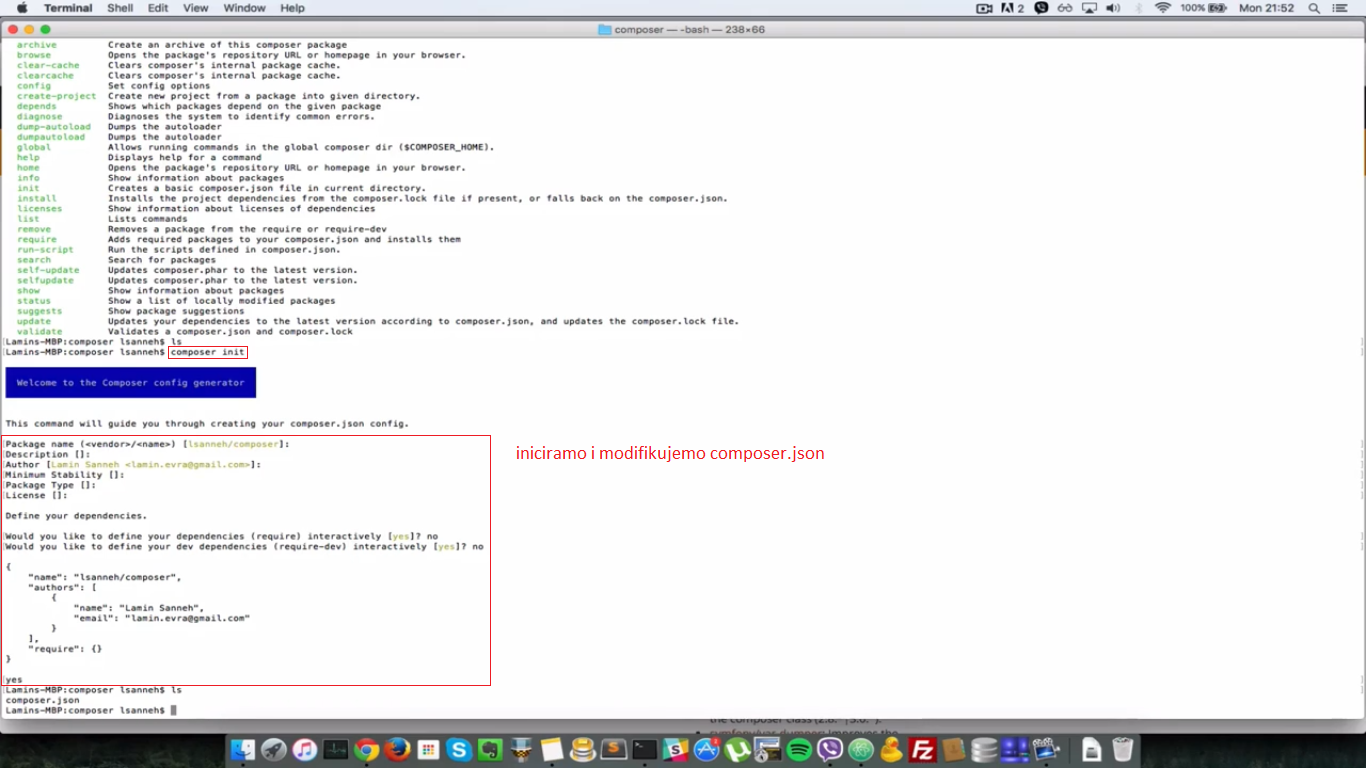 Terminal Shell Edit View Window Help
2 100% Mon 21:52
composer — -bash — 238×66
archive Create an archive of this composer package
browse Opens the package's repository URL or homepage in your browser.
clear-cache Clears composer's internal package cache.
clearcache Clears composer's internal package cache.
config Set config options
create-project Create new project from a package into given directory.
depends Shows which packages depend on the given package
diagnose Diagnoses the system to identify common errors.
dump-autoload Dumps the autoloader
dumpautoload Dumps the autoloader
global Allows running commands in the global composer dir ($COMPOSER_HOME).
help Displays help for a command
home Opens the package's repository URL or homepage in your browser.
info Show information about packages
init Creates a basic composer.json file in current directory.
install Installs the project dependencies from the composer.lock file if present, or falls back on the composer.json.
licenses Show information about licenses of dependencies
list Lists commands
remove Removes a package from the require or require-dev
require Adds required packages to your composer.json and installs them
run-script Run the scripts defined in composer.json.
search Search for packages
self-update Updates composer.phar to the latest version.
selfupdate Updates composer.phar to the latest version.
show Show information about packages
status Show a list of locally modified packages
suggests Show package suggestions
update Updates your dependencies to the latest version according to composer.json, and updates the composer.lock file.
validate Validates a composer.json and composer.lock
[Lamins-MBP:composer lsanneh$ ls
[Lamins-MBP:composer lsanneh$ composer init
Welcome to the Composer config generator
This command will guide you through creating your composer.json config.
[Package name (<vendor>/<name>) [lsanneh/composer]:
[Description []:
[Author [Lamin Sanneh <lamin.evra@gmail.com>]:
[Minimum Stability []:
[Package Type []:
[License []:
iniciramo i modifikujemo composer.json
Define your dependencies.
[Would you like to define your dependencies (require) interactively [yes]? no
[Would you like to define your dev dependencies (require-dev) interactively [yes]? no
{
"name": "lsanneh/composer",
"authors": [
{
"name": "Lamin Sanneh",
"email": "lamin.evra@gmail.com"
}
],
"require": {}
}
yes
[Lamins-MBP:composer lsanneh$ ls
composer.json
Lamins-MBP:composer lsanneh$